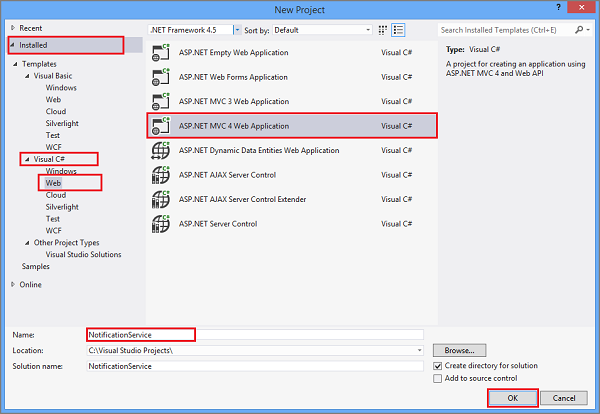 New Project
Recent
.NET Framework 4.5
Sort by:
Default
Search Installed Templates (Ctrl+E)
Installed
Templates
Visual Basic
Windows
Web
Cloud
Silverlight
Test
WCF
Visual C#
Windows
Web
Cloud
Silverlight
Test
WCF
Other Project Types
Visual Studio Solutions
Samples
Online
ASP.NET Empty Web Application Visual C#
ASP.NET Web Forms Application Visual C#
ASP.NET MVC 3 Web Application Visual C#
ASP.NET MVC 4 Web Application Visual C#
ASP.NET Dynamic Data Entities Web Application Visual C#
ASP.NET AJAX Server Control Visual C#
ASP.NET AJAX Server Control Extender Visual C#
ASP.NET Server Control Visual C#
Type: Visual C#
A project for creating an application using
ASP.NET MVC 4 and Web API
Name: NotificationService
Location: C:\Visual Studio Projects\
Browse...
Solution name: NotificationService
Create directory for solution
Add to source control
OK
Cancel